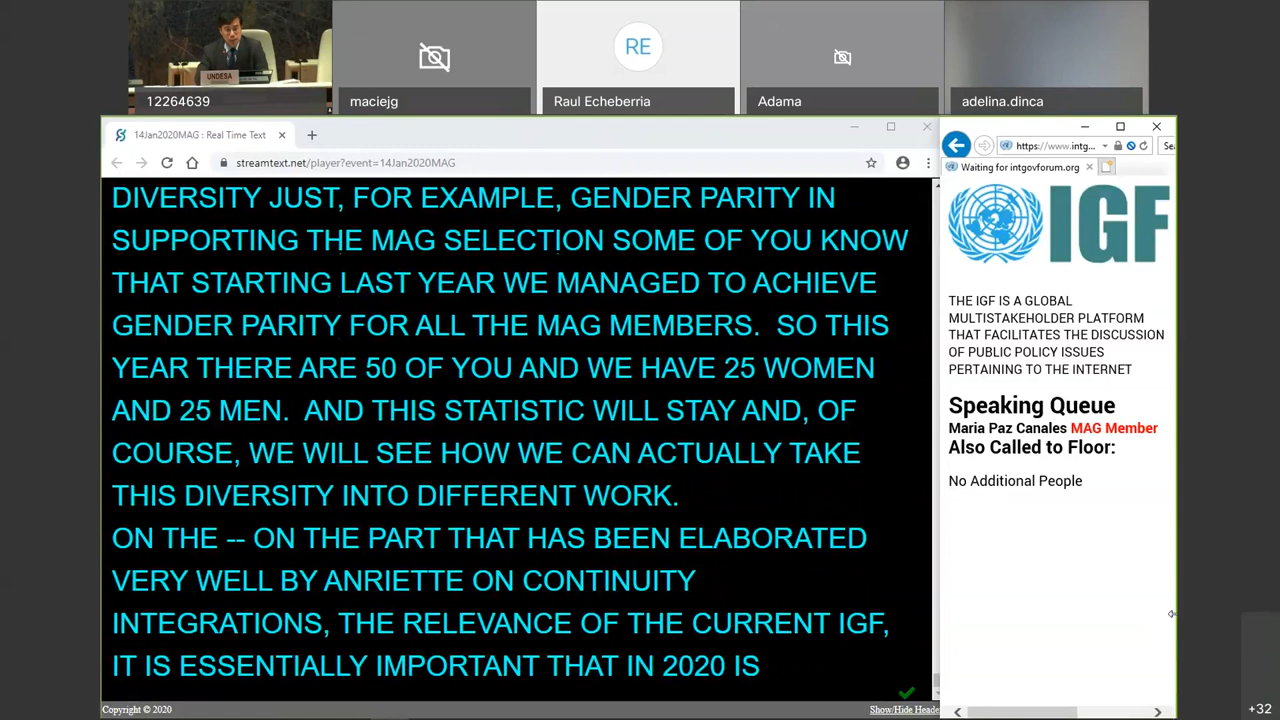 UNDESA
RE
12264639
maciejg
Raul Echeberria
Adama
adelina.dinca
14Jan2020MAG : Real Time Text
streamtext.net/player?event=14Jan2020MAG
DIVERSITY JUST, FOR EXAMPLE, GENDER PARITY IN
SUPPORTING THE MAG SELECTION SOME OF YOU KNOW
THAT STARTING LAST YEAR WE MANAGED TO ACHIEVE
GENDER PARITY FOR ALL THE MAG MEMBERS.  SO THIS
YEAR THERE ARE 50 OF YOU AND WE HAVE 25 WOMEN
AND 25 MEN.  AND THIS STATISTIC WILL STAY AND, OF
COURSE, WE WILL SEE HOW WE CAN ACTUALLY TAKE
THIS DIVERSITY INTO DIFFERENT WORK.
ON THE -- ON THE PART THAT HAS BEEN ELABORATED
VERY WELL BY ANRIETTE ON CONTINUITY
INTEGRATIONS, THE RELEVANCE OF THE CURRENT IGF,
IT IS ESSENTIALLY IMPORTANT THAT IN 2020 IS
Copyright © 2020
Show/Hide Heade
https://www.intg...
Sea
Waiting for intgovforum.org
IGF
THE IGF IS A GLOBAL
MULTISTAKEHOLDER PLATFORM
THAT FACILITATES THE DISCUSSION
OF PUBLIC POLICY ISSUES
PERTAINING TO THE INTERNET
Speaking Queue
Maria Paz Canales MAG Member
Also Called to Floor:
No Additional People
+32